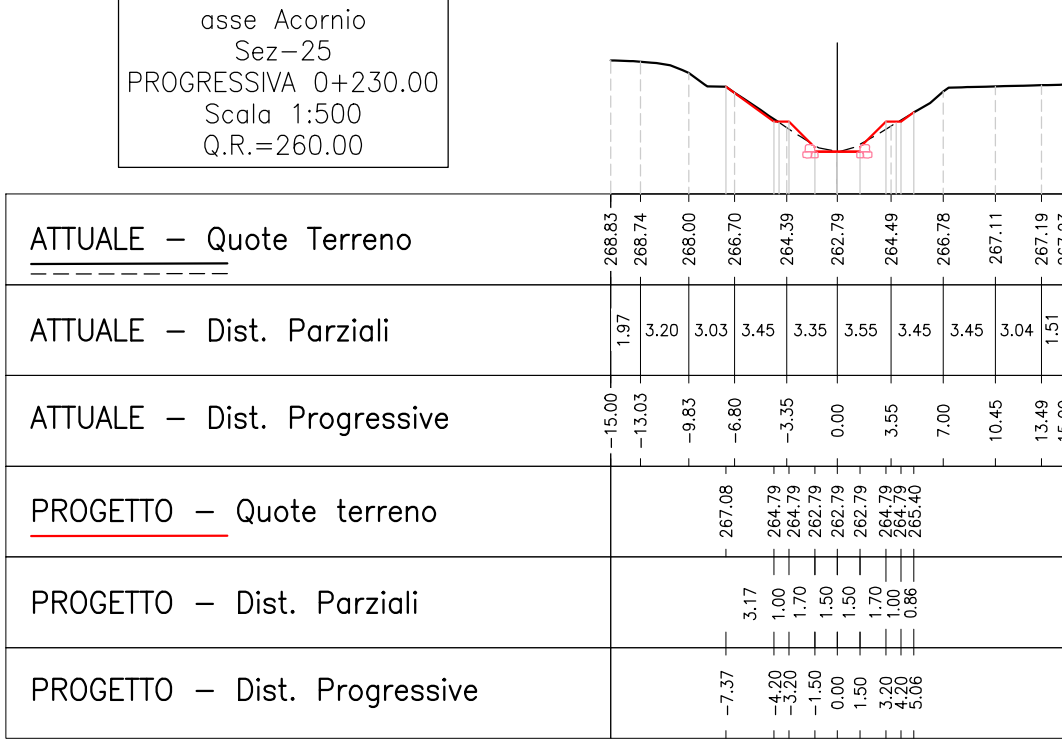 asse Acornio
Sez-25
PROGRESSIVA 0+230.00
Scala 1:500
Q.R.=260.00
ATTUALE - Quote Terreno
268.83 268.74 268.00 266.70 264.39 262.79 264.49 266.78 267.11 267.19
ATTUALE - Dist. Parziali
1.97 3.20 3.03 3.45 3.35 3.55 3.45 3.45 3.04 1.51
ATTUALE - Dist. Progressive
-15.00 -13.03 -9.83 -6.80 -3.35 0.00 3.55 7.00 10.45 13.49 15.00
PROGETTO - Quote terreno
267.08 264.79 264.79 262.79 262.79 262.79 264.79 264.79 265.40
PROGETTO - Dist. Parziali
3.17 1.00 1.70 1.50 1.50 1.70 1.00 0.86
PROGETTO - Dist. Progressive
-7.37 -4.20 -3.20 -1.50 0.00 1.50 3.20 4.20 5.06